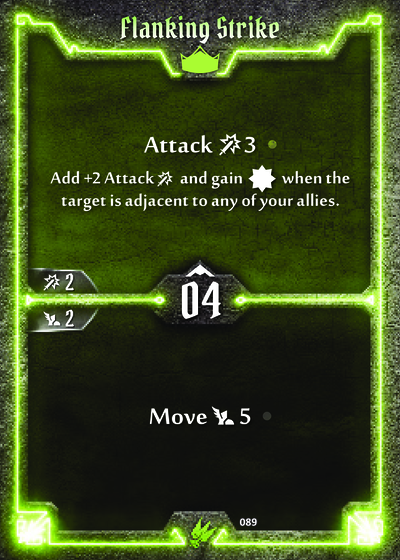 Flanking Strike
Attack 3
Add +2 Attack and gain when the
target is adjacent to any of your allies.
2
04
2
Move 5
089